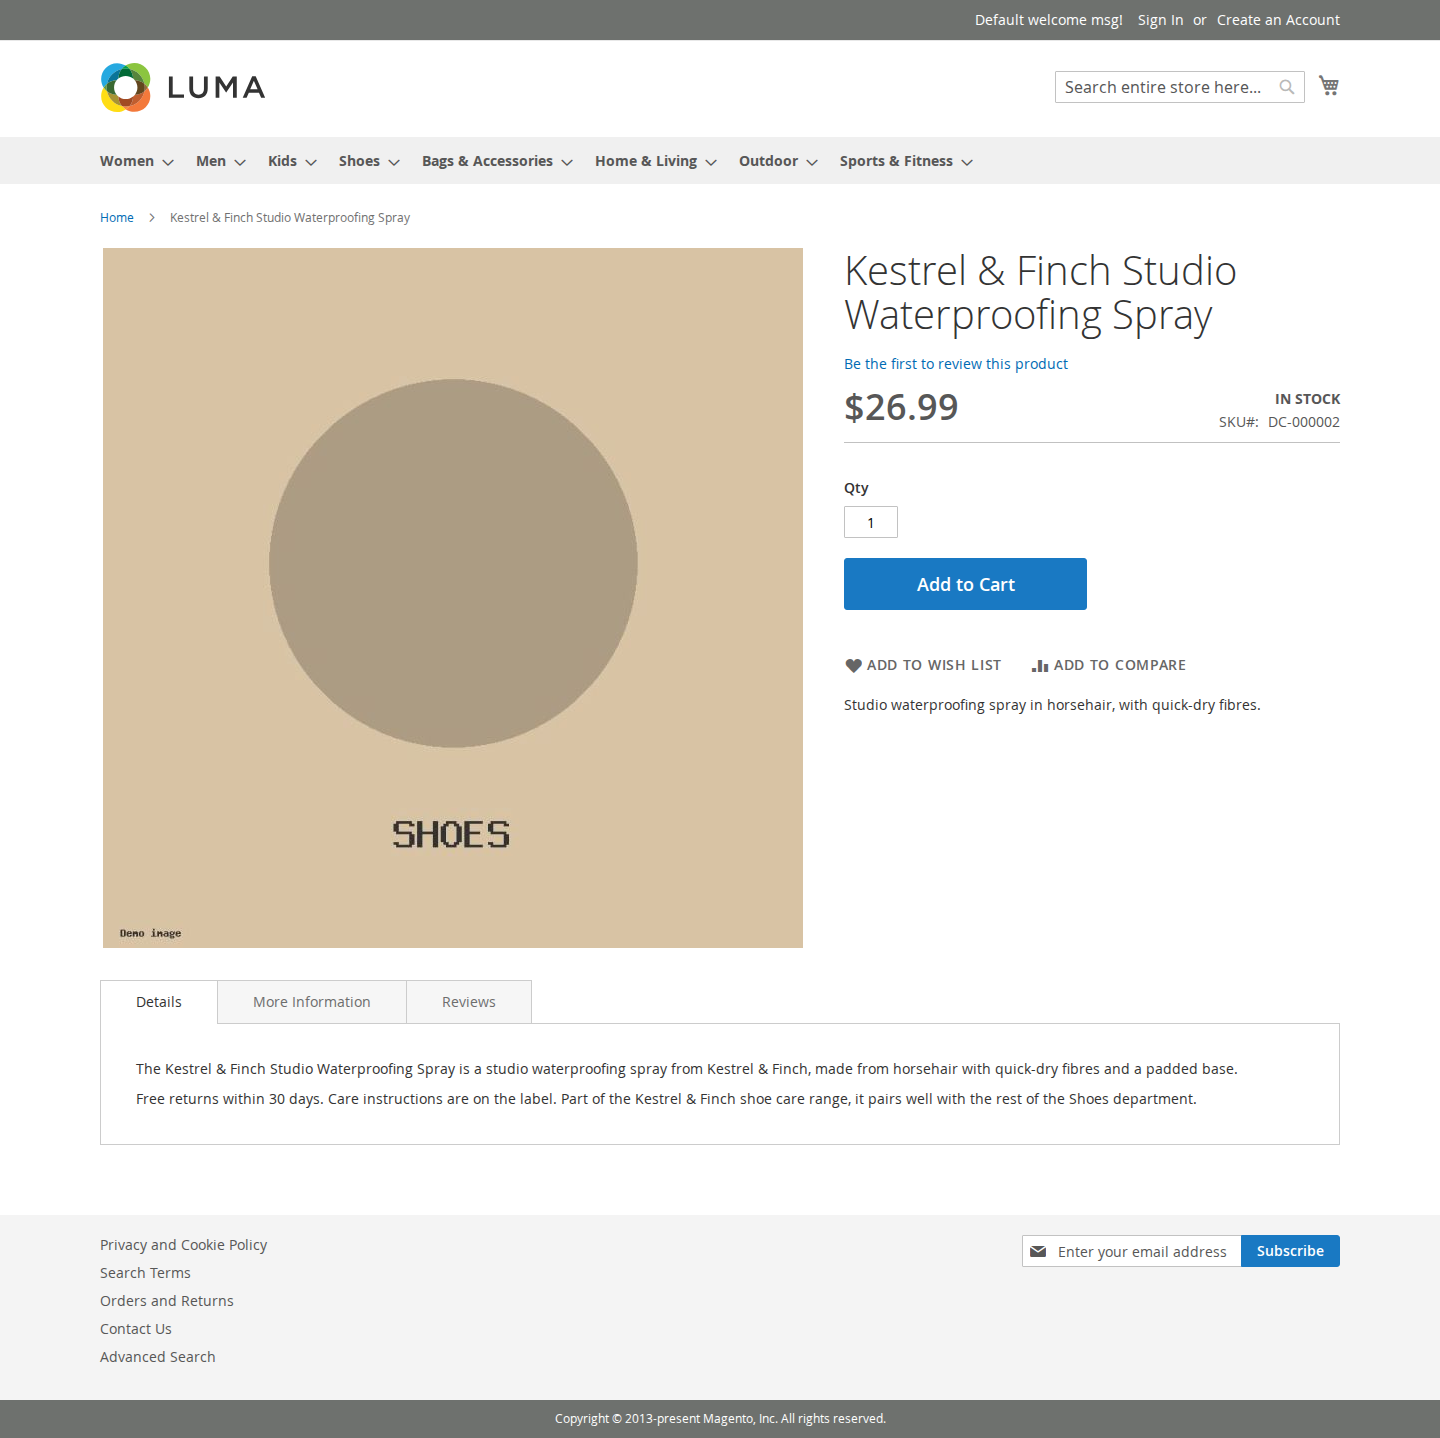 Default welcome msg! Sign In or Create an Account
LUMA
Search entire store here...
Women Men Kids Shoes Bags & Accessories Home & Living Outdoor Sports & Fitness
Home Kestrel & Finch Studio Waterproofing Spray
Kestrel & Finch Studio
Waterproofing Spray
Be the first to review this product
$26.99
IN STOCK
SKU#: DC-000002
Qty
1
Add to Cart
ADD TO WISH LIST ADD TO COMPARE
Studio waterproofing spray in horsehair, with quick-dry fibres.
SHOES
Demo image
Details More Information Reviews
The Kestrel & Finch Studio Waterproofing Spray is a studio waterproofing spray from Kestrel & Finch, made from horsehair with quick-dry fibres and a padded base.
Free returns within 30 days. Care instructions are on the label. Part of the Kestrel & Finch shoe care range, it pairs well with the rest of the Shoes department.
Privacy and Cookie Policy
Search Terms
Orders and Returns
Contact Us
Advanced Search
Enter your email address Subscribe
Copyright © 2013-present Magento, Inc. All rights reserved.